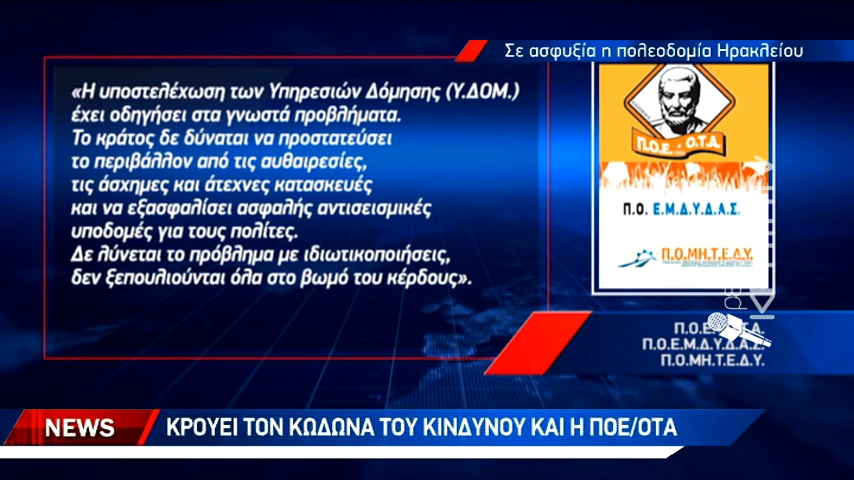 Σε ασφυξία η πολεοδομία Ηρακλείου
«Η υποστελέχωση των Υπηρεσιών Δόμησης (Υ.ΔΟΜ.)
έχει οδηγήσει στα γνωστά προβλήματα.
Το κράτος δε δύναται να προστατεύσει
το περιβάλλον από τις αυθαιρεσίες,
τις άσχημες και άτεχνες κατασκευές
και να εξασφαλίσει ασφαλής αντισεισμικές
υποδομές για τους πολίτες.
Δε λύνεται το πρόβλημα με ιδιωτικοποιήσεις,
δεν ξεπουλιούνται όλα στο βωμό του κέρδους».
Π.Ο.Ε. - Ο.Τ.Α.
Π.Ο. Ε.Μ.Δ.Υ.Δ.Α.Σ.
Π.Ο.ΜΗ.Τ.Ε.Δ.Υ.
Π.Ο.Ε. Ο.Τ.Α.
Π.Ο.Ε.Μ.Δ.Υ.Δ.Α.Σ.
Π.Ο.ΜΗ.Τ.Ε.Δ.Υ.
NEWS
ΚΡΟΥΕΙ ΤΟΝ ΚΩΔΩΝΑ ΤΟΥ ΚΙΝΔΥΝΟΥ ΚΑΙ Η ΠΟΕ/ΟΤΑ